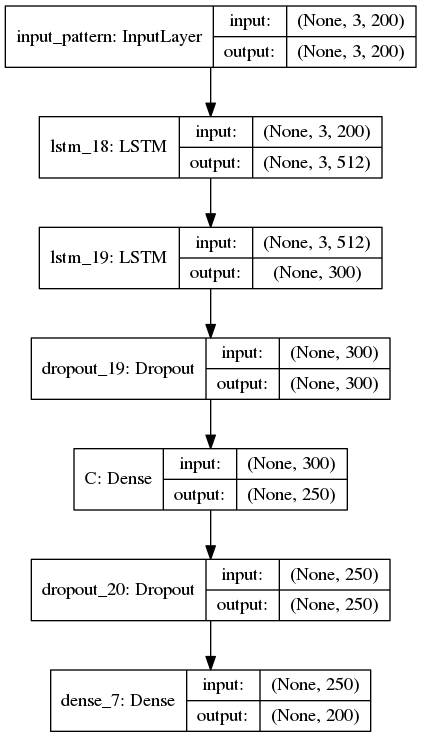 input_pattern: InputLayer
input: (None, 3, 200)
output: (None, 3, 200)
lstm_18: LSTM
input: (None, 3, 200)
output: (None, 3, 512)
lstm_19: LSTM
input: (None, 3, 512)
output: (None, 300)
dropout_19: Dropout
input: (None, 300)
output: (None, 300)
C: Dense
input: (None, 300)
output: (None, 250)
dropout_20: Dropout
input: (None, 250)
output: (None, 250)
dense_7: Dense
input: (None, 250)
output: (None, 200)